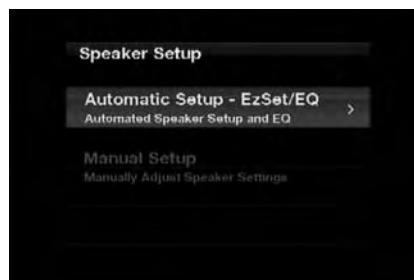 Speaker Setup
Automatic Setup - EzSet/EQ
Automated Speaker Setup and EQ
Manual Setup
Manually Adjust Speaker Settings